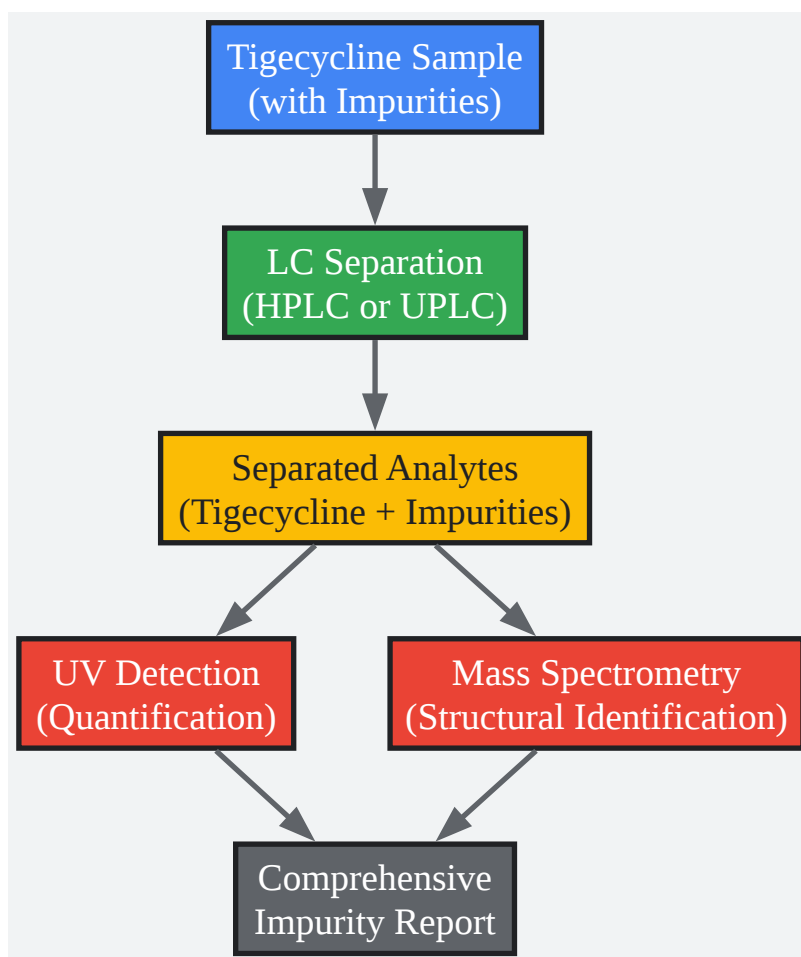 Tigecycline Sample
(with Impurities)
LC Separation
(HPLC or UPLC)
Separated Analytes
(Tigecycline + Impurities)
UV Detection
(Quantification)
Mass Spectrometry
(Structural Identification)
Comprehensive
Impurity Report